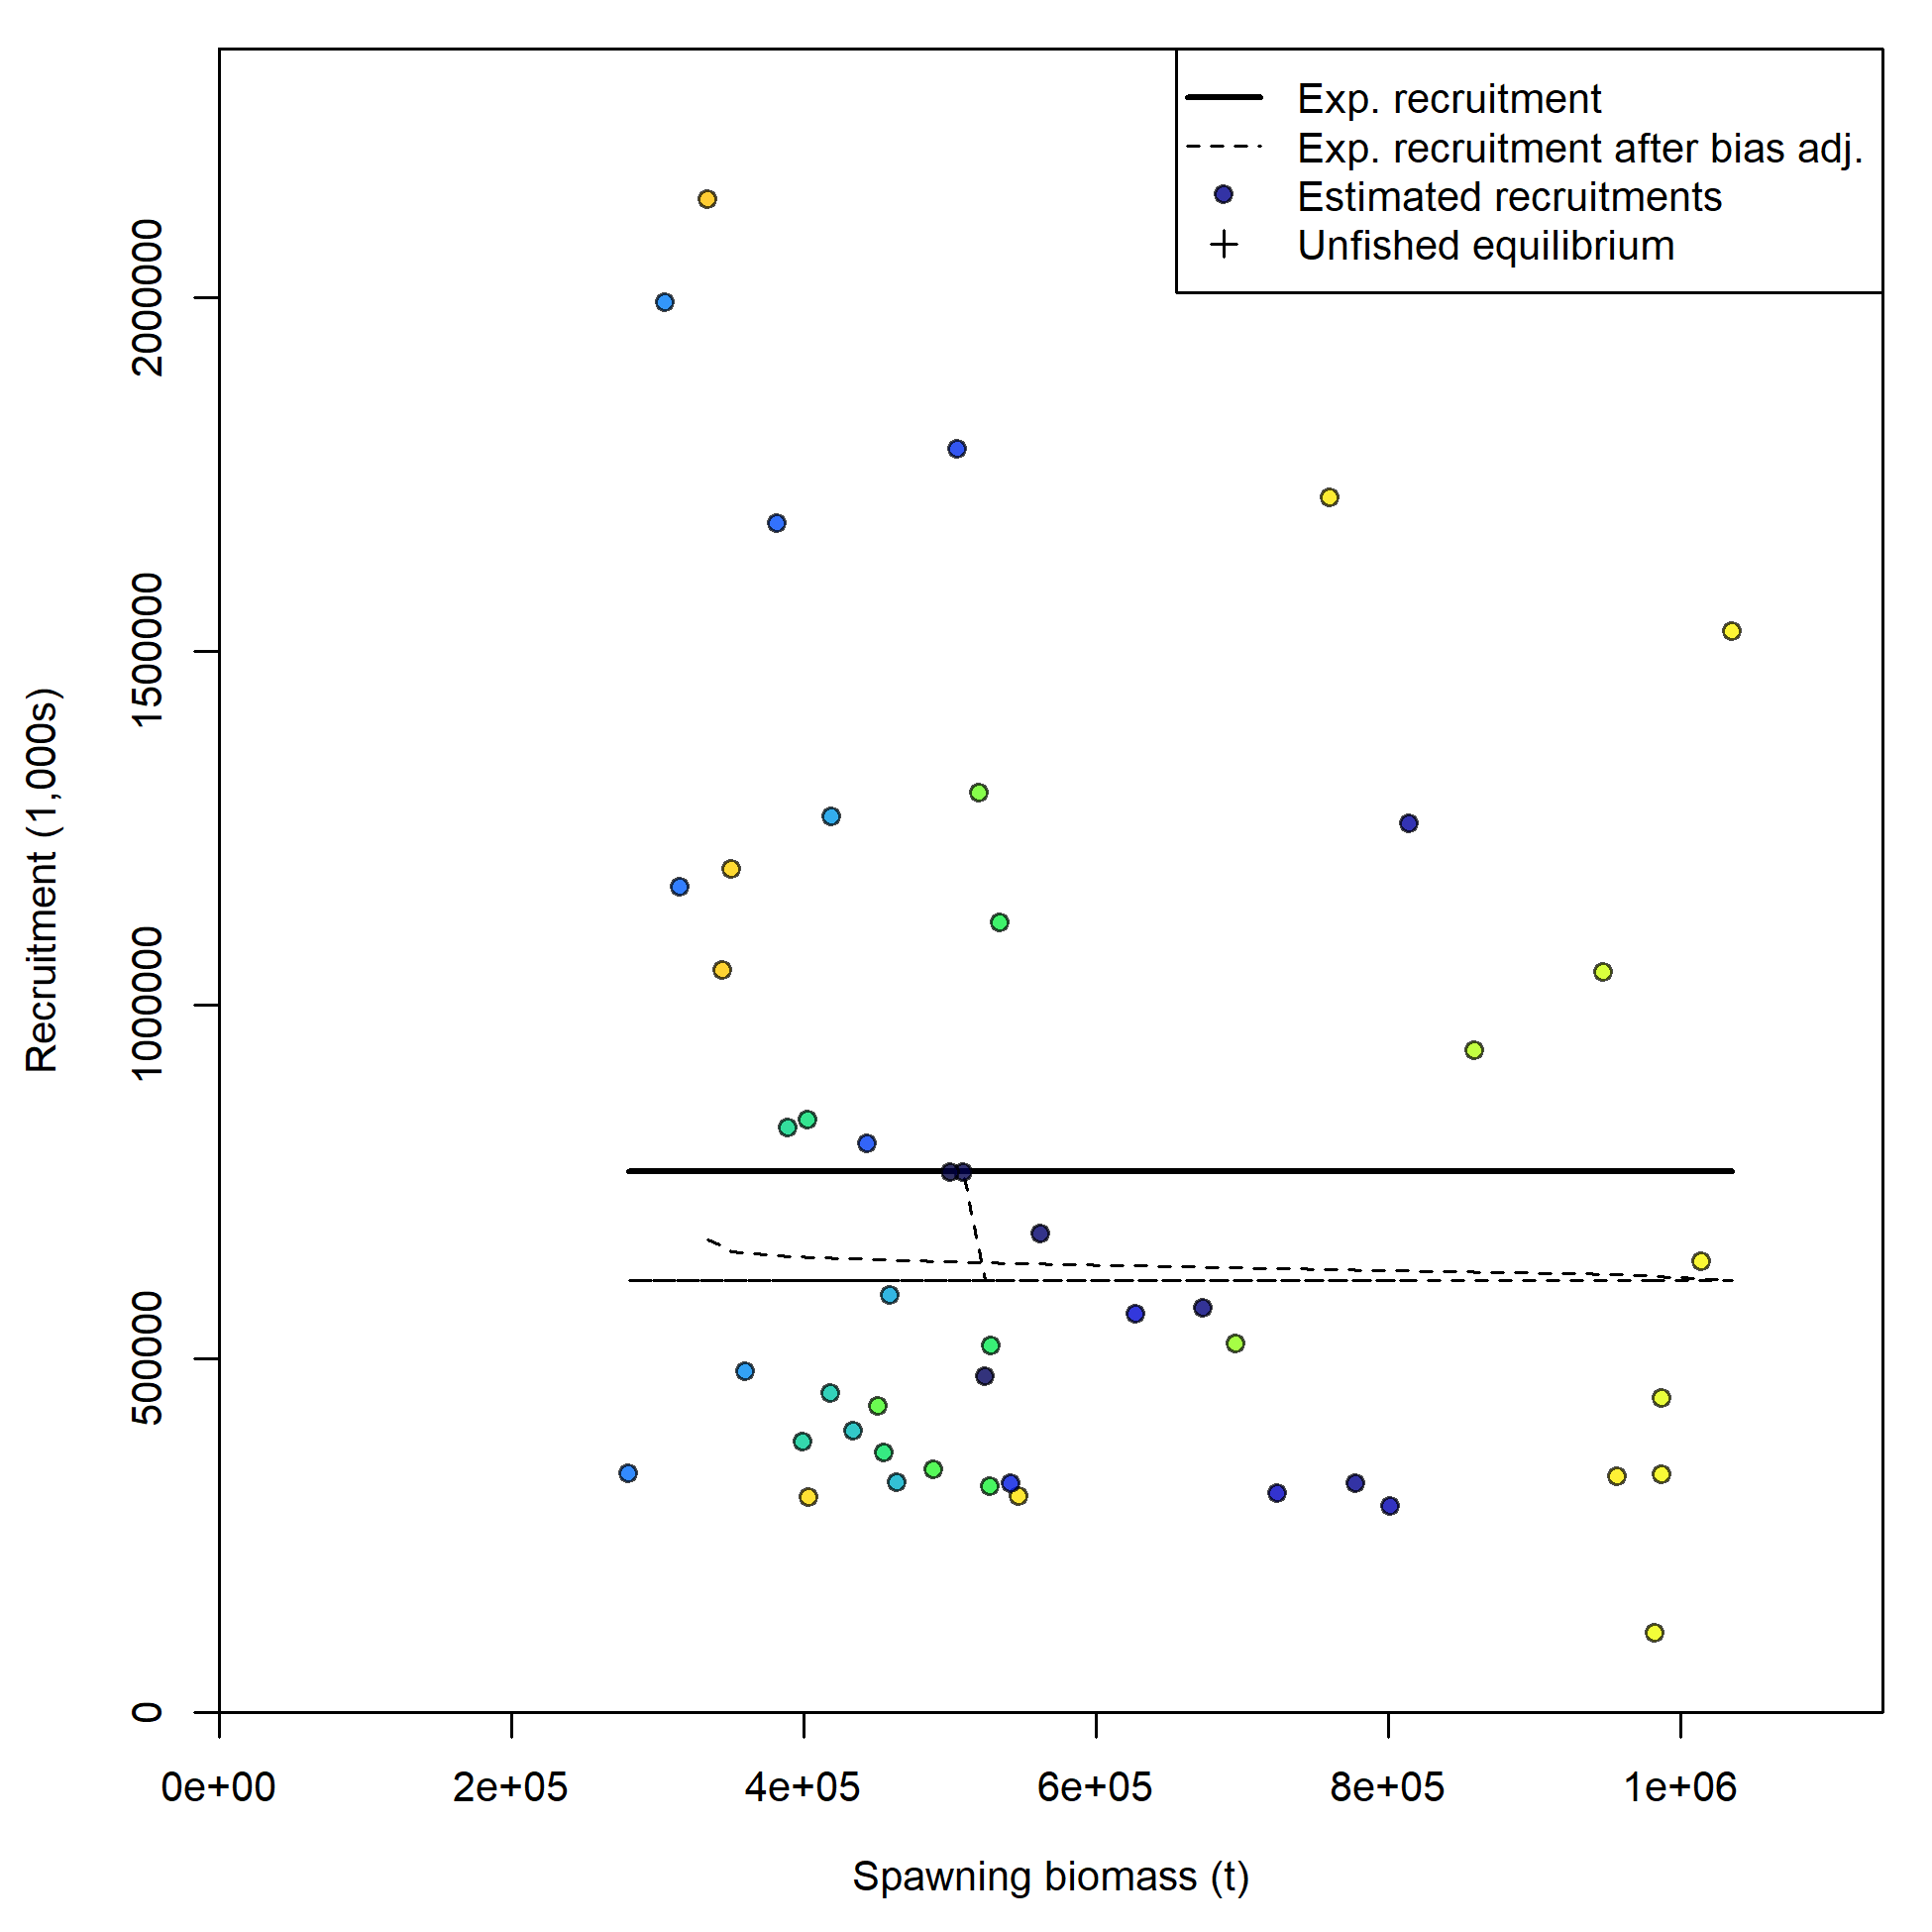 Exp. recruitment
Exp. recruitment after bias adj.
Estimated recruitments
Unfished equilibrium
Recruitment (1,000s)
2000000
1500000
1000000
500000
0
0e+00
2e+05
4e+05
6e+05
8e+05
1e+06
Spawning biomass (t)